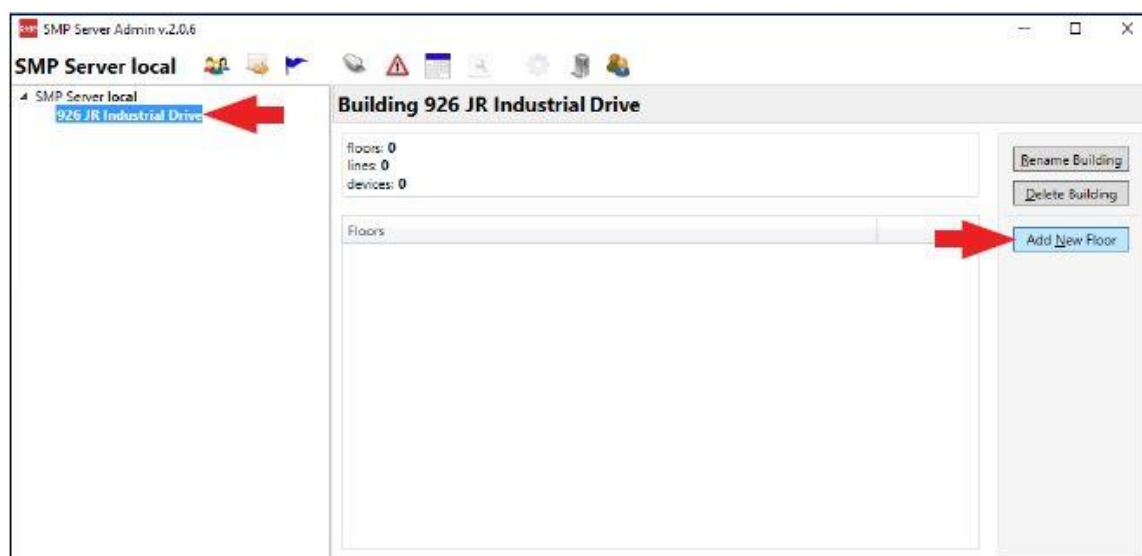 SMP Server Admin v.2.0.6
SMP Server local
SMP Server local
926 JR Industrial Drive
Building 926 JR Industrial Drive
floors: 0
lines: 0
devices: 0
Rename Building
Delete Building
Floors
Add New Floor